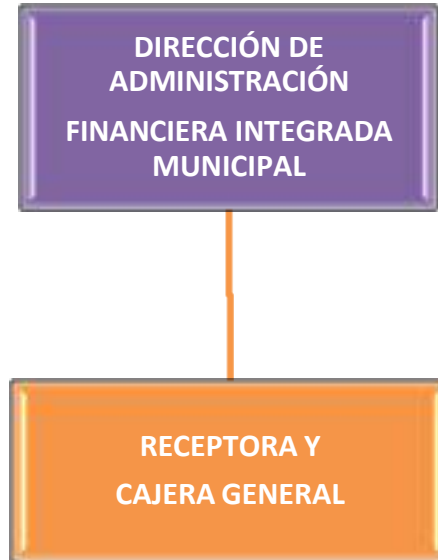 DIRECCIÓN DE
ADMINISTRACIÓN
FINANCIERA INTEGRADA
MUNICIPAL
RECEPTORA Y
CAJERA GENERAL